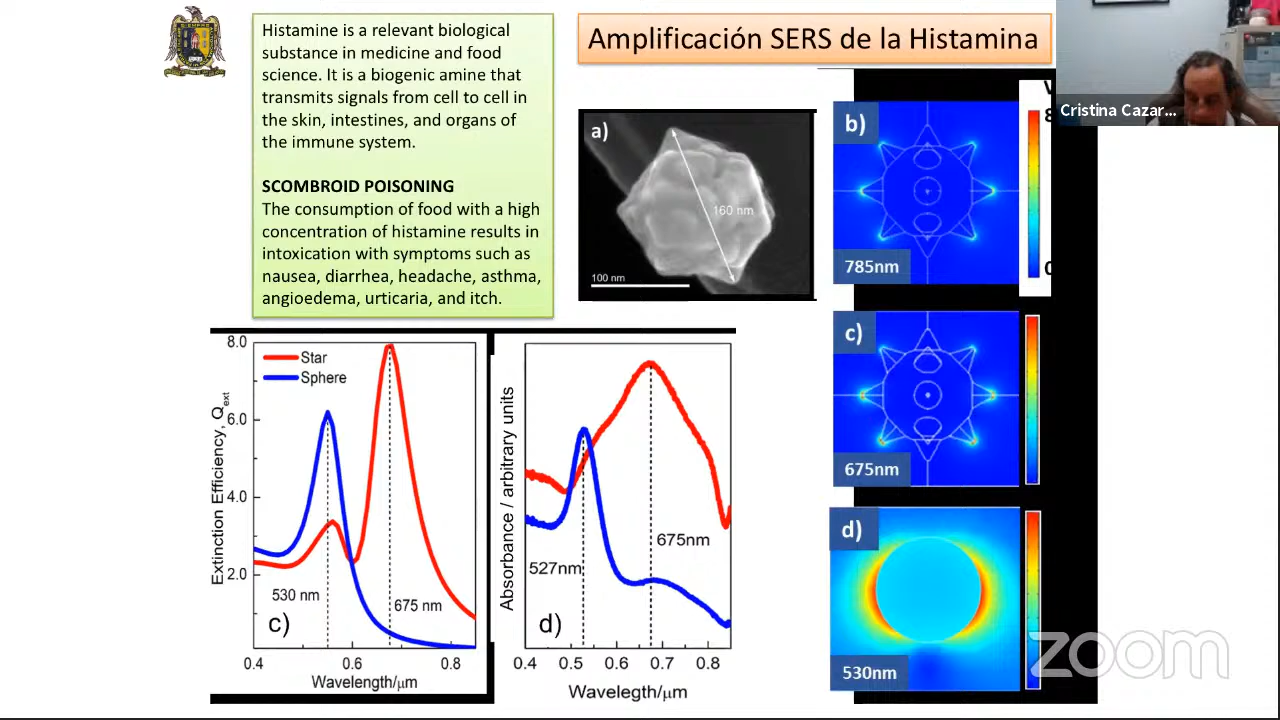 Histamine is a relevant biological
substance in medicine and food
science. It is a biogenic amine that
transmits signals from cell to cell in
the skin, intestines, and organs of
the immune system.
SCOMBROID POISONING
The consumption of food with a high
concentration of histamine results in
intoxication with symptoms such as
nausea, diarrhea, headache, asthma,
angioedema, urticaria, and itch.
Amplificación SERS de la Histamina
Cristina Cazar...
a)
160 nm
100 nm
b)
785nm
V
8
0
c)
675nm
d)
530nm
8.0
6.0
4.0
2.0
Extinction Efficiency, Qext
Star
Sphere
530 nm
675 nm
c)
0.4 0.6 0.8
Wavelength/µm
Absorbance / arbitrary units
527nm
675nm
d)
0.4 0.5 0.6 0.7 0.8
Wavelegth/µm
zoom